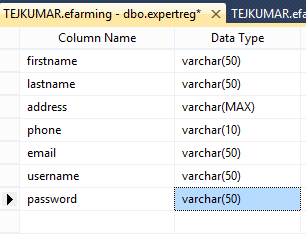 TEJKUMAR.efarming - dbo.expertreg* TEJKUMAR.efar
Column Name Data Type
firstname varchar(50)
lastname varchar(50)
address varchar(MAX)
phone varchar(10)
email varchar(50)
username varchar(50)
password varchar(50)